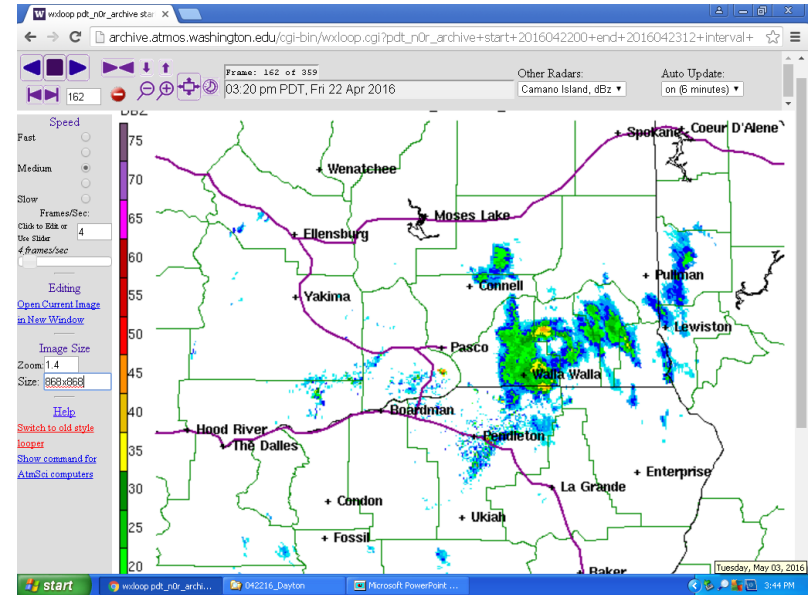 wxloop pdt_n0r_archive star
archive.atmos.washington.edu/cgi-bin/wxloop.cgi?pdt_n0r_archive+start+2016042200+end+2016042312+interval+
Frame: 162 of 359
03:20 pm PDT, Fri 22 Apr 2016
Other Radars:
Camano Island, dBz
Auto Update:
on (6 minutes)
162
Speed
Fast
Medium
Slow
Frames/Sec:
Click to Edit or
Use Slider
4
4 frames/sec
Editing
Open Current Image
in New Window
Image Size
Zoom: 1.4
Size: 868x868
Help
Switch to old style
looper
Show command for
AtmSci computers
DBZ
75
70
65
60
55
50
45
40
35
30
25
20
Spokane
Coeur D'Alene
Wenatchee
Moses Lake
Ellensburg
Pullman
Connell
Yakima
Lewiston
Pasco
Walla Walla
Boardman
Hood River
The Dalles
Pendleton
Enterprise
La Grande
Condon
Ukiah
Fossil
Baker
Tuesday, May 03, 2016
start
wxloop pdt_n0r_archi...
042216_Dayton
Microsoft PowerPoint ...
3:44 PM